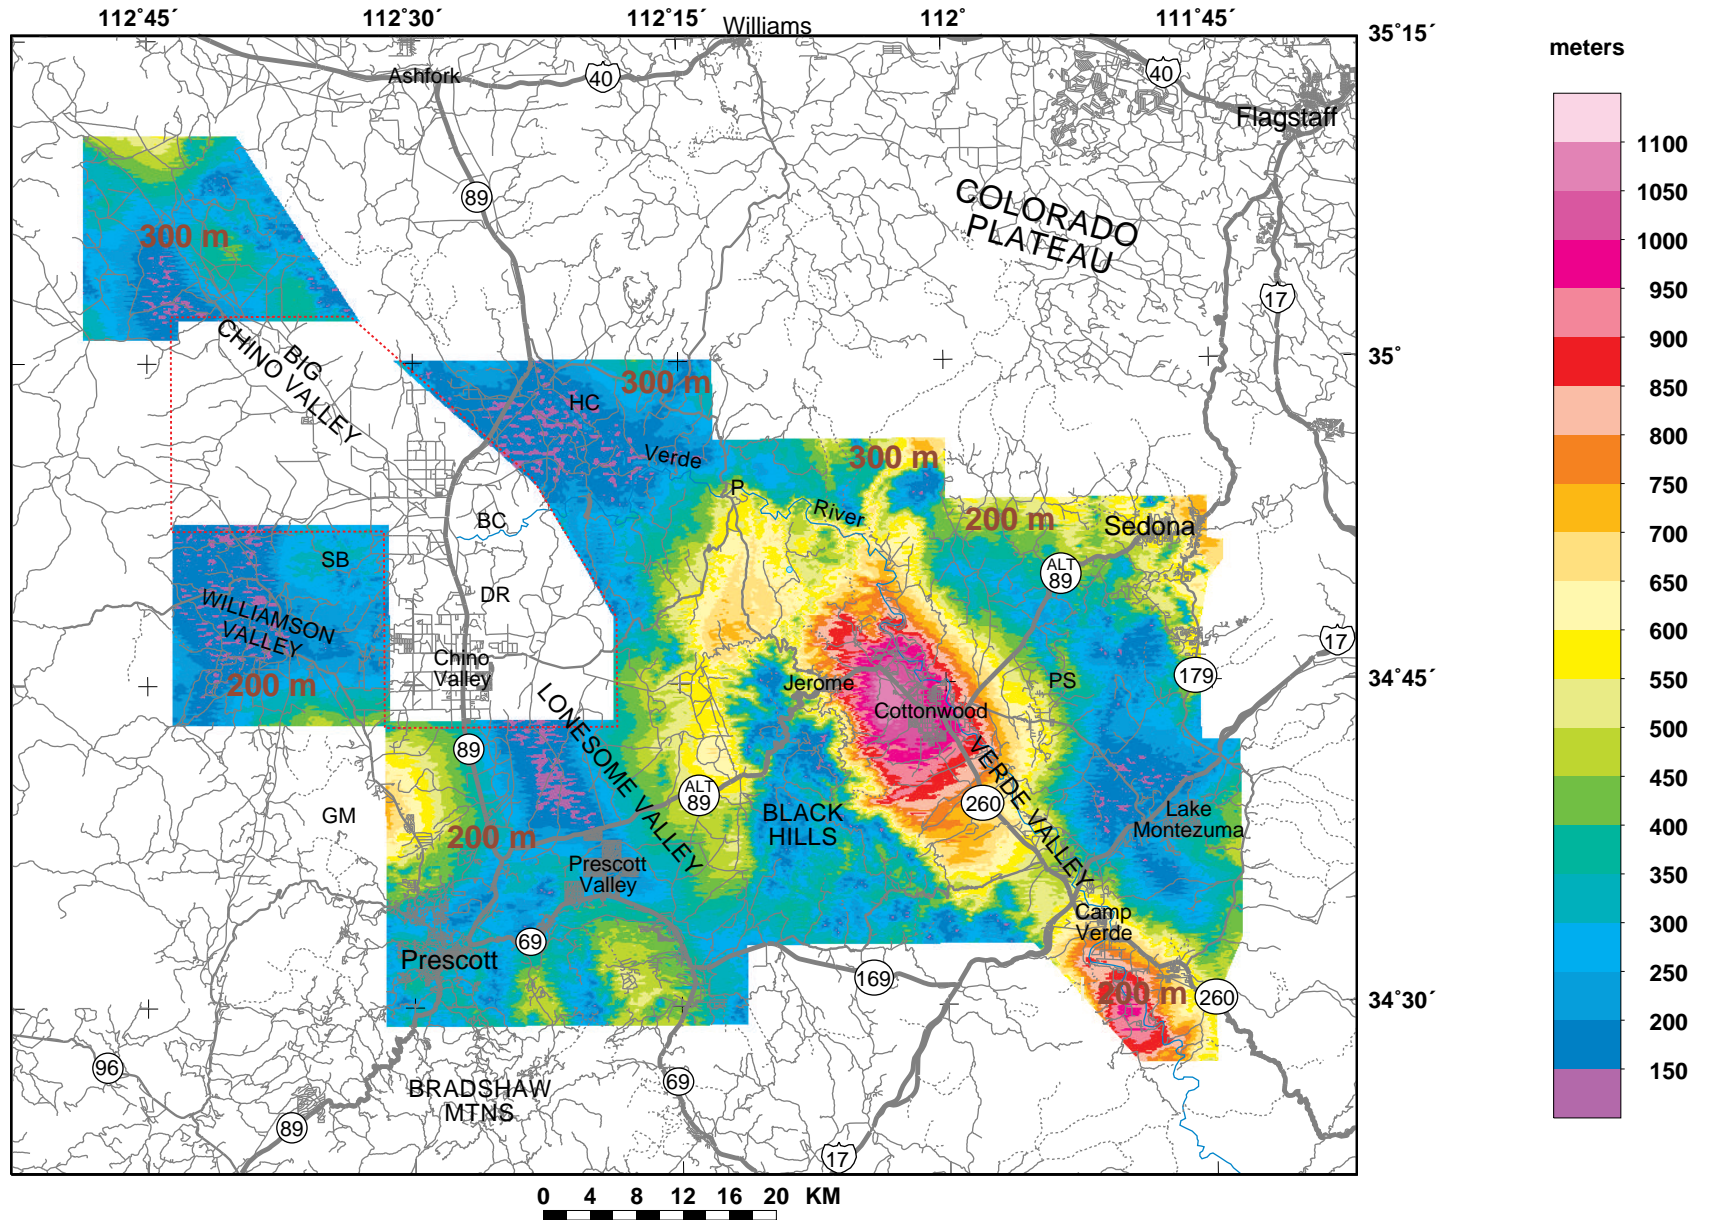 112°45´ 112°30´ 112°15´ 112° 111°45´
Williams
35°15´
meters
Ashfork
40
40
Flagstaff
1100
1050
1000
950
900
850
800
750
700
650
600
550
500
450
400
350
300
250
200
150
89
COLORADO
PLATEAU
300 m
17
BIG
CHINO VALLEY
35°
300 m
HC
Verde
300 m
P
River
200 m
Sedona
BC
SB
ALT
89
DR
WILLIAMSON
VALLEY
17
Chino
Valley
200 m
Jerome
PS
179
34°45´
Cottonwood
LONESOME VALLEY
89
VERDE VALLEY
ALT
89
260
GM
BLACK
HILLS
Lake
Montezuma
200 m
Prescott
Valley
Camp
Verde
69
Prescott
169
200 m
260
34°30´
96
69
BRADSHAW
MTNS
89
17
0 4 8 12 16 20 KM